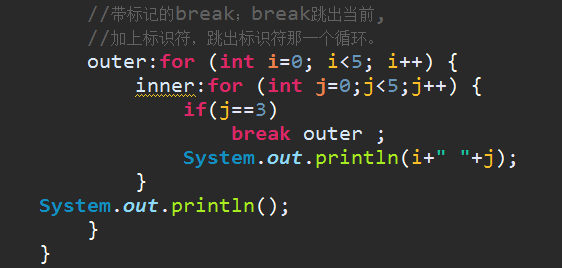 //带标记的break；break跳出当前,
//加上标识符，跳出标识符那一个循环。
outer:for (int i=0; i<5; i++) {
inner:for (int j=0;j<5;j++) {
if(j==3)
break outer ;
System.out.println(i+" "+j);
}
System.out.println();
}
}